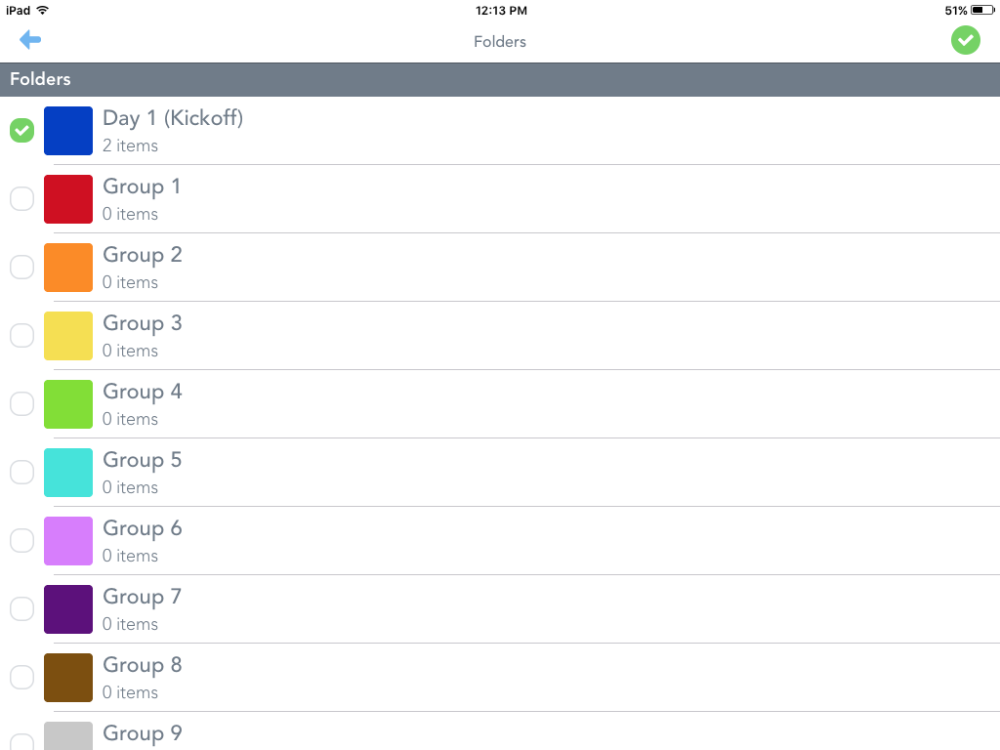 iPad 12:13 PM 51%
Folders
Folders
Day 1 (Kickoff)
2 items
Group 1
0 items
Group 2
0 items
Group 3
0 items
Group 4
0 items
Group 5
0 items
Group 6
0 items
Group 7
0 items
Group 8
0 items
Group 9